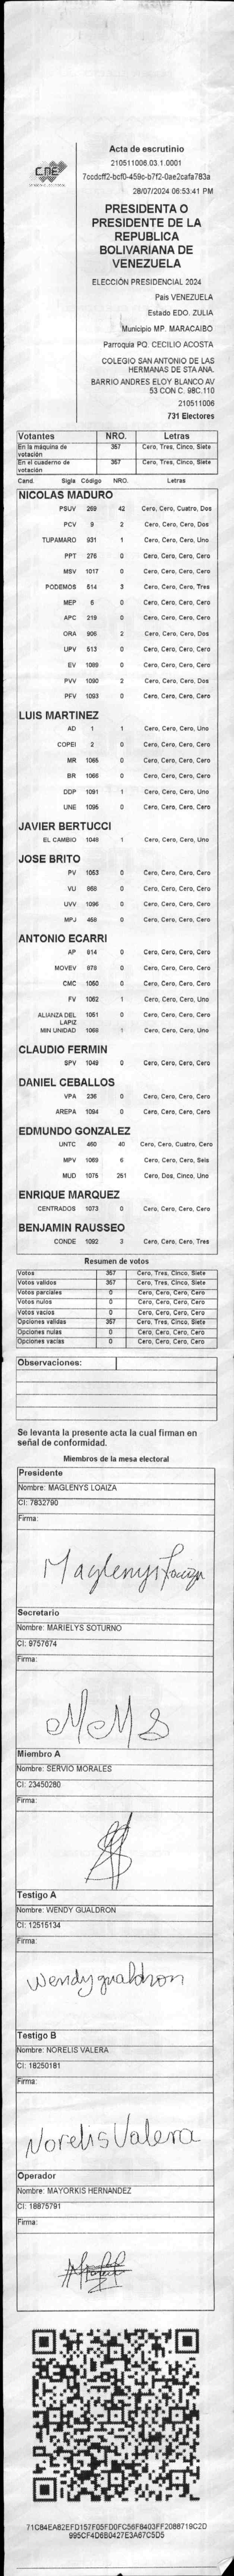 CNE
Acta de escrutinio
210511006.03.1.0001
7ccdcff2-bcf0-459c-b7f2-0ae2cafa783a
28/07/2024 06:53:41 PM
PRESIDENTA O
PRESIDENTE DE LA
REPUBLICA
BOLIVARIANA DE
VENEZUELA
ELECCIÓN PRESIDENCIAL 2024
Pais VENEZUELA
Estado EDO. ZULIA
Municipio MP. MARACAIBO
Parroquia PQ. CECILIO ACOSTA
COLEGIO SAN ANTONIO DE LAS
HERMANAS DE STA ANA.
BARRIO ANDRES ELOY BLANCO AV
53 CON C. 98C.110
210511006
731 Electores
Votantes NRO. Letras
En la máquina de votación 357 Cero, Tres, Cinco, Siete
En el cuaderno de votación 357 Cero, Tres, Cinco, Siete
Cand. Sigla Código NRO. Letras
NICOLAS MADURO
PSUV 269 42 Cero, Cero, Cuatro, Dos
PCV 9 2 Cero, Cero, Cero, Dos
TUPAMARO 931 1 Cero, Cero, Cero, Uno
PPT 276 0 Cero, Cero, Cero, Cero
MSV 1017 0 Cero, Cero, Cero, Cero
PODEMOS 514 3 Cero, Cero, Cero, Tres
MEP 6 0 Cero, Cero, Cero, Cero
APC 219 0 Cero, Cero, Cero, Cero
ORA 906 2 Cero, Cero, Cero, Dos
UPV 513 0 Cero, Cero, Cero, Cero
EV 1089 0 Cero, Cero, Cero, Cero
PVV 1090 2 Cero, Cero, Cero, Dos
PFV 1093 0 Cero, Cero, Cero, Cero
LUIS MARTINEZ
AD 1 1 Cero, Cero, Cero, Uno
COPEI 2 0 Cero, Cero, Cero, Cero
MR 1065 0 Cero, Cero, Cero, Cero
BR 1066 0 Cero, Cero, Cero, Cero
DDP 1091 1 Cero, Cero, Cero, Uno
UNE 1095 0 Cero, Cero, Cero, Cero
JAVIER BERTUCCI
EL CAMBIO 1048 1 Cero, Cero, Cero, Uno
JOSE BRITO
PV 1053 0 Cero, Cero, Cero, Cero
VU 868 0 Cero, Cero, Cero, Cero
UVV 1096 0 Cero, Cero, Cero, Cero
MPJ 458 0 Cero, Cero, Cero, Cero
ANTONIO ECARRI
AP 814 0 Cero, Cero, Cero, Cero
MOVEV 878 0 Cero, Cero, Cero, Cero
CMC 1050 0 Cero, Cero, Cero, Cero
FV 1062 1 Cero, Cero, Cero, Uno
ALIANZA DEL LAPIZ 1051 0 Cero, Cero, Cero, Cero
MIN UNIDAD 1068 1 Cero, Cero, Cero, Uno
CLAUDIO FERMIN
SPV 1049 0 Cero, Cero, Cero, Cero
DANIEL CEBALLOS
VPA 236 0 Cero, Cero, Cero, Cero
AREPA 1094 0 Cero, Cero, Cero, Cero
EDMUNDO GONZALEZ
UNTC 460 40 Cero, Cero, Cuatro, Cero
MPV 1069 6 Cero, Cero, Cero, Seis
MUD 1075 251 Cero, Dos, Cinco, Uno
ENRIQUE MARQUEZ
CENTRADOS 1073 0 Cero, Cero, Cero, Cero
BENJAMIN RAUSSEO
CONDE 1092 3 Cero, Cero, Cero, Tres
Resumen de votos
Votos 357 Cero, Tres, Cinco, Siete
Votos validos 357 Cero, Tres, Cinco, Siete
Votos parciales 0 Cero, Cero, Cero, Cero
Votos nulos 0 Cero, Cero, Cero, Cero
Votos vacios 0 Cero, Cero, Cero, Cero
Opciones validas 357 Cero, Tres, Cinco, Siete
Opciones nulas 0 Cero, Cero, Cero, Cero
Opciones vacías 0 Cero, Cero, Cero, Cero
Observaciones:
Se levanta la presente acta la cual firman en
señal de conformidad.
Miembros de la mesa electoral
Presidente
Nombre: MAGLENYS LOAIZA
CI: 7832790
Firma:
Maglenys Loaiza
Secretario
Nombre: MARIELYS SOTURNO
CI: 9757674
Firma:
Miembro A
Nombre: SERVIO MORALES
CI: 23450280
Firma:
Testigo A
Nombre: WENDY GUALDRON
CI: 12515134
Firma:
Wendy gualdron
Testigo B
Nombre: NORELIS VALERA
CI: 18250181
Firma:
Norelis Valera
Operador
Nombre: MAYORKIS HERNANDEZ
CI: 18875791
Firma:
71C84EA82EFD157F05FD0FC56F8403FF2088719C2D
995CF4D6B0427E3A67C5D5